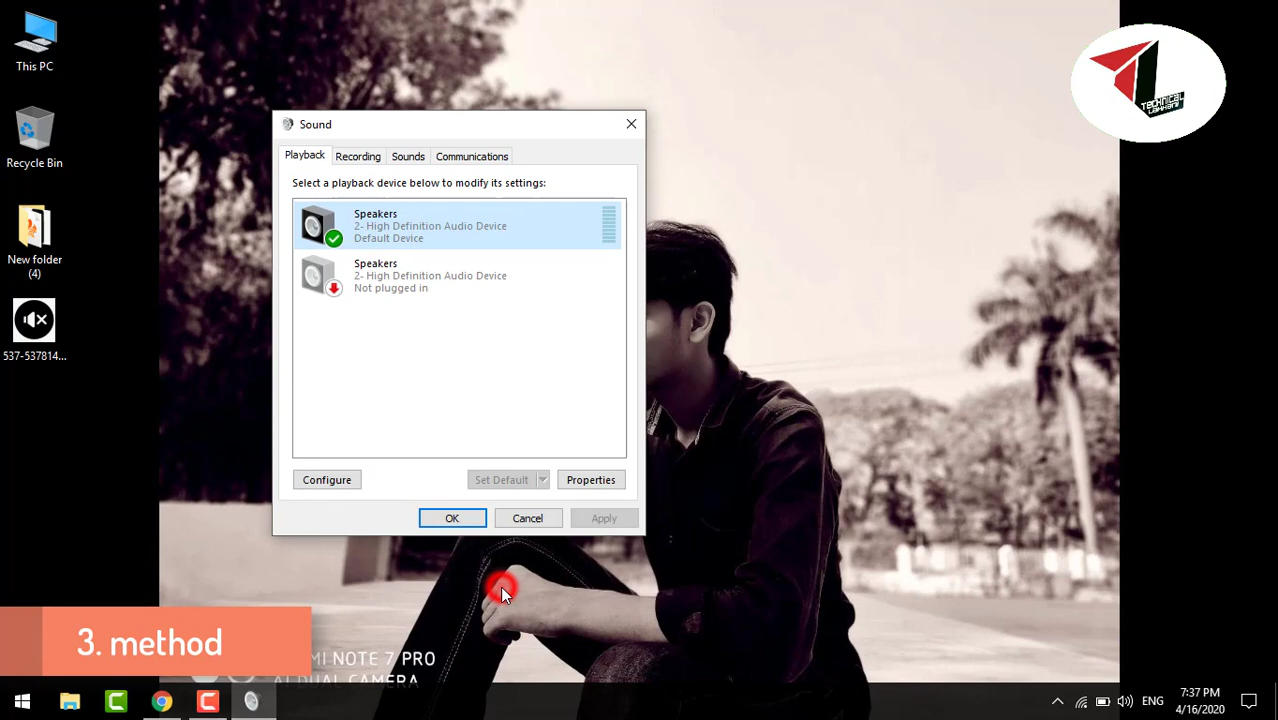 This PC
Recycle Bin
New folder
(4)
537-537814...
TECHNICAL
LAKHANI
Sound
Playback
Recording
Sounds
Communications
Select a playback device below to modify its settings:
Speakers
2- High Definition Audio Device
Default Device
Speakers
2- High Definition Audio Device
Not plugged in
Configure
Set Default
Properties
OK
Cancel
Apply
3. method
MI NOTE 7 PRO
AI DUAL CAMERA
ENG
7:37 PM
4/16/2020